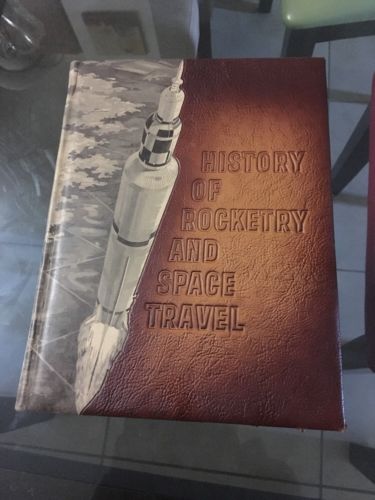 HISTORY
OF
ROCKETRY
AND
SPACE
TRAVEL